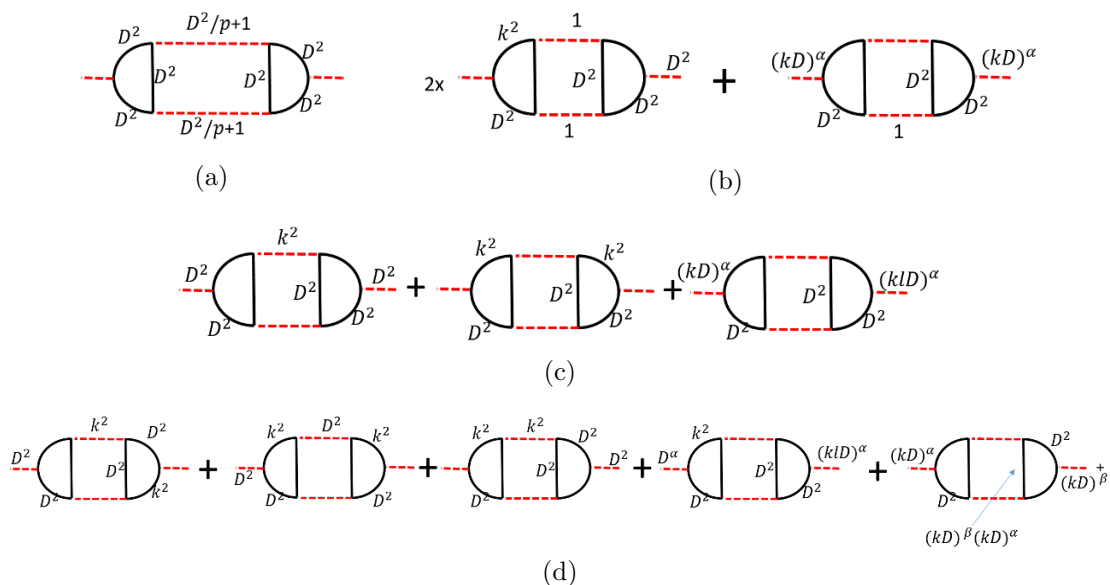 D²/p+1
D² D²
D² D²
D² D²
D²/p+1
(a)
k² 1
2x D² D²
D² 1 D²
+
(kD)^α D² (kD)^α
D² 1 D²
(b)
k²
D² D² D²
D² D²
+
k² k²
D²
D² D²
+
(kD)^α D² (klD)^α
D² D²
(c)
k² D²
D² D²
D² k²
+
k² D² k²
D²
D² D²
+
k² k² D²
D² D²
D²
+
k²
D^α D² (klD)^α
D² D²
+
D²
(kD)^α +
(kD)^β
(kD)^β(kD)^α
(d)